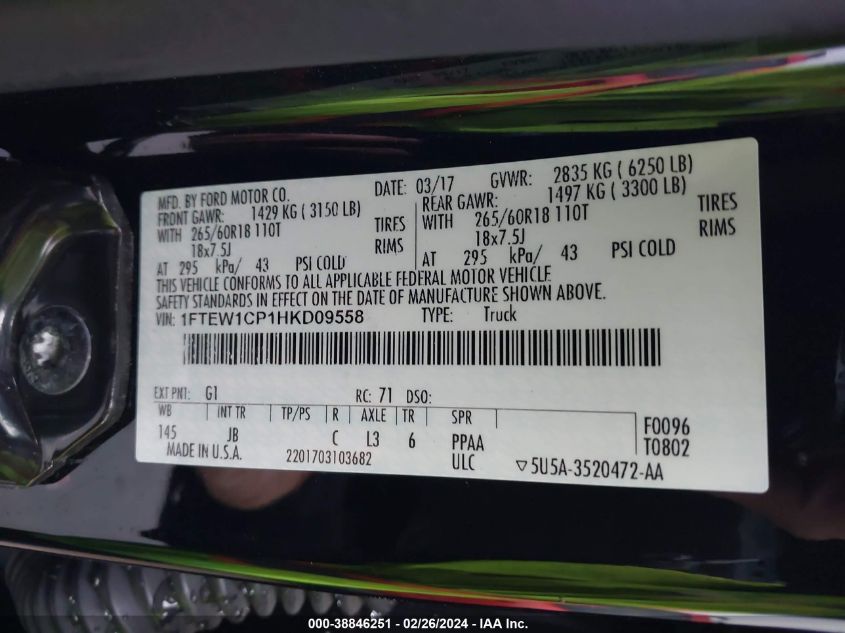 MFD. BY FORD MOTOR CO. DATE: 03/17 GVWR: 2835 KG ( 6250 LB)
FRONT GAWR: 1429 KG ( 3150 LB) REAR GAWR: 1497 KG ( 3300 LB)
WITH 265/60R18 110T TIRES WITH 265/60R18 110T TIRES
18x7.5J RIMS 18x7.5J RIMS
AT 295 kPa/ 43 PSI COLD AT 295 kPa/ 43 PSI COLD
THIS VEHICLE CONFORMS TO ALL APPLICABLE FEDERAL MOTOR VEHICLE
SAFETY STANDARDS IN EFFECT ON THE DATE OF MANUFACTURE SHOWN ABOVE.
VIN: 1FTEW1CP1HKD09558 TYPE: Truck
EXT PNT: G1 RC: 71 DSO:
WB INT TR TP/PS R AXLE TR SPR
145 JB C L3 6 PPAA F0096
T0802
MADE IN U.S.A. 2201703103682 ULC ▽5U5A-3520472-AA
000-38846251 - 02/26/2024 - IAA Inc.